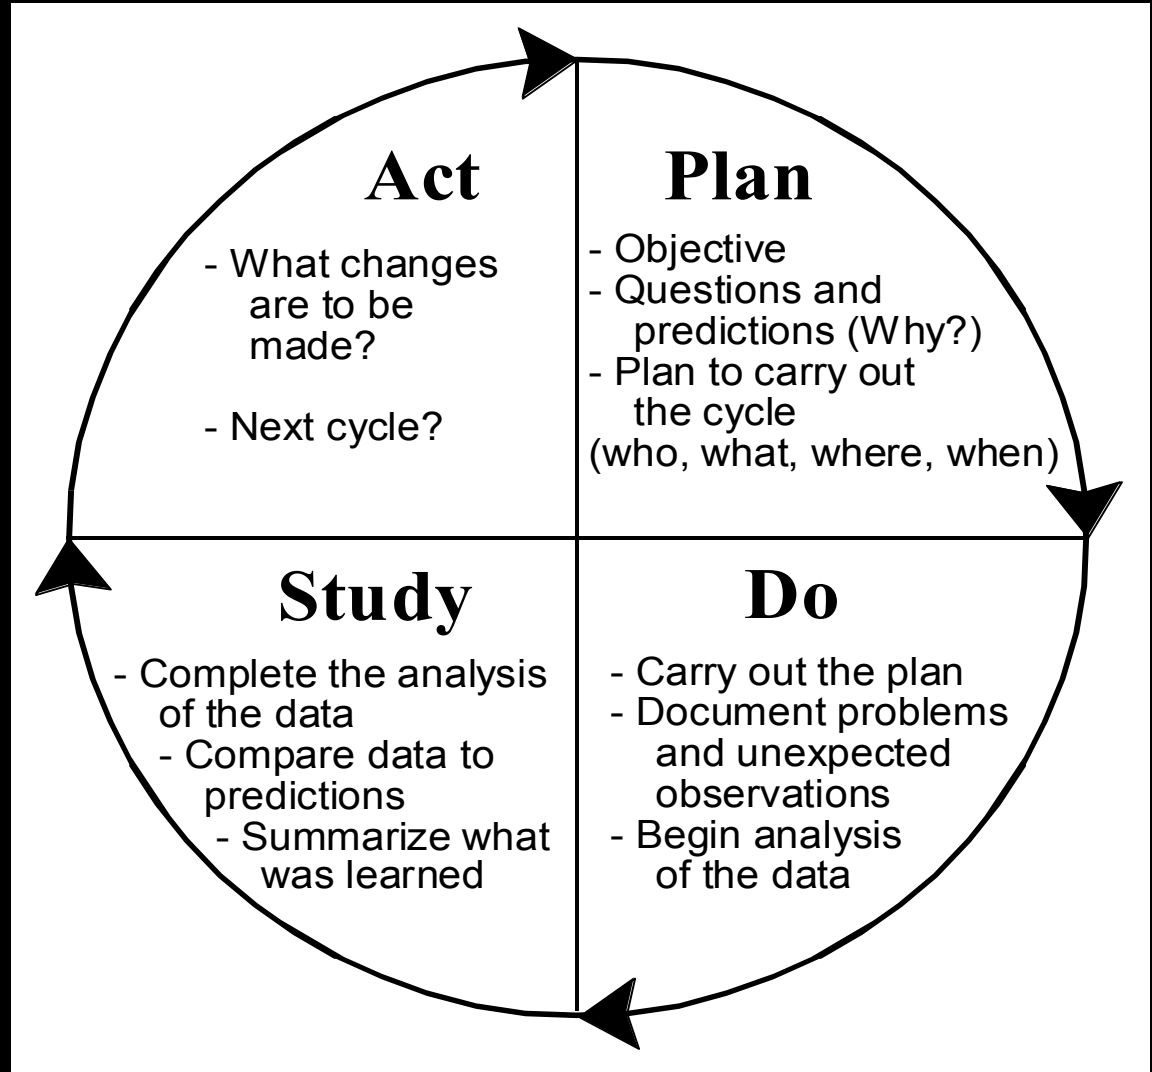 Act
- What changes
are to be
made?
- Next cycle?
Plan
- Objective
- Questions and
predictions (Why?)
- Plan to carry out
the cycle
(who, what, where, when)
Study
- Complete the analysis
of the data
- Compare data to
predictions
- Summarize what
was learned
Do
- Carry out the plan
- Document problems
and unexpected
observations
- Begin analysis
of the data